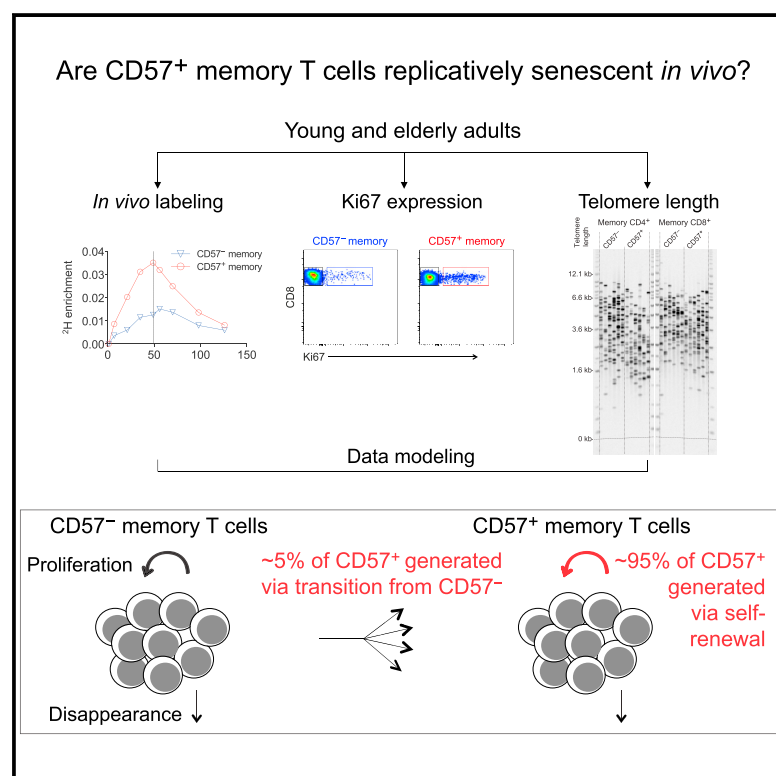 Are CD57⁺ memory T cells replicatively senescent in vivo?
Young and elderly adults
In vivo labeling
Ki67 expression
Telomere length
0.04
0.03
0.02
0.01
0.00
0
50
100
150
²H enrichment
CD57⁻ memory
CD57⁺ memory
CD57⁻ memory
CD57⁺ memory
CD8
Ki67
Telomere
length
Memory CD4⁺
Memory CD8⁺
CD57⁻
CD57⁺
CD57⁻
CD57⁺
12.1 kb
6.6 kb
3.6 kb
1.6 kb
0 kb
Data modeling
CD57⁻ memory T cells
CD57⁺ memory T cells
Proliferation
~5% of CD57⁺ generated
via transition from CD57⁻
~95% of CD57⁺
generated
via self-
renewal
Disappearance